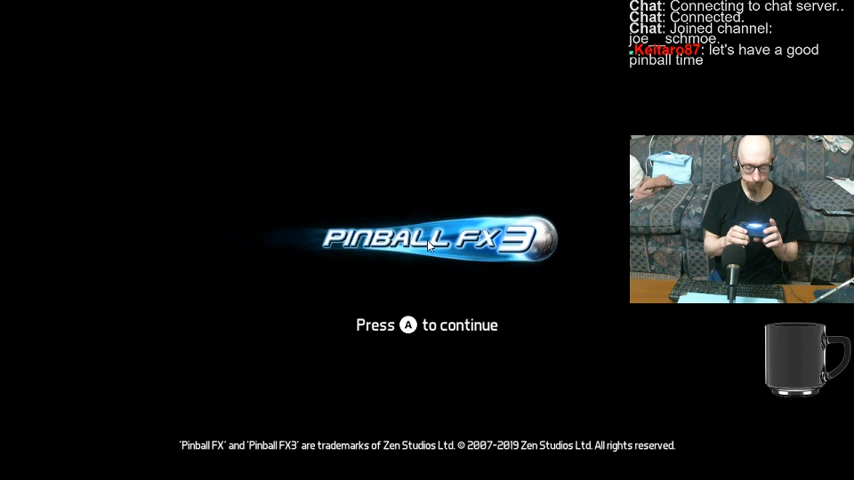 Chat: Connecting to chat server..
Chat: Connected.
Chat: Joined channel:
joe__schmoe.
Keitaro87: let's have a good
pinball time
PINBALL FX3
Press A to continue
'Pinball FX' and 'Pinball FX3' are trademarks of Zen Studios Ltd. © 2007-2019 Zen Studios Ltd. All rights reserved.